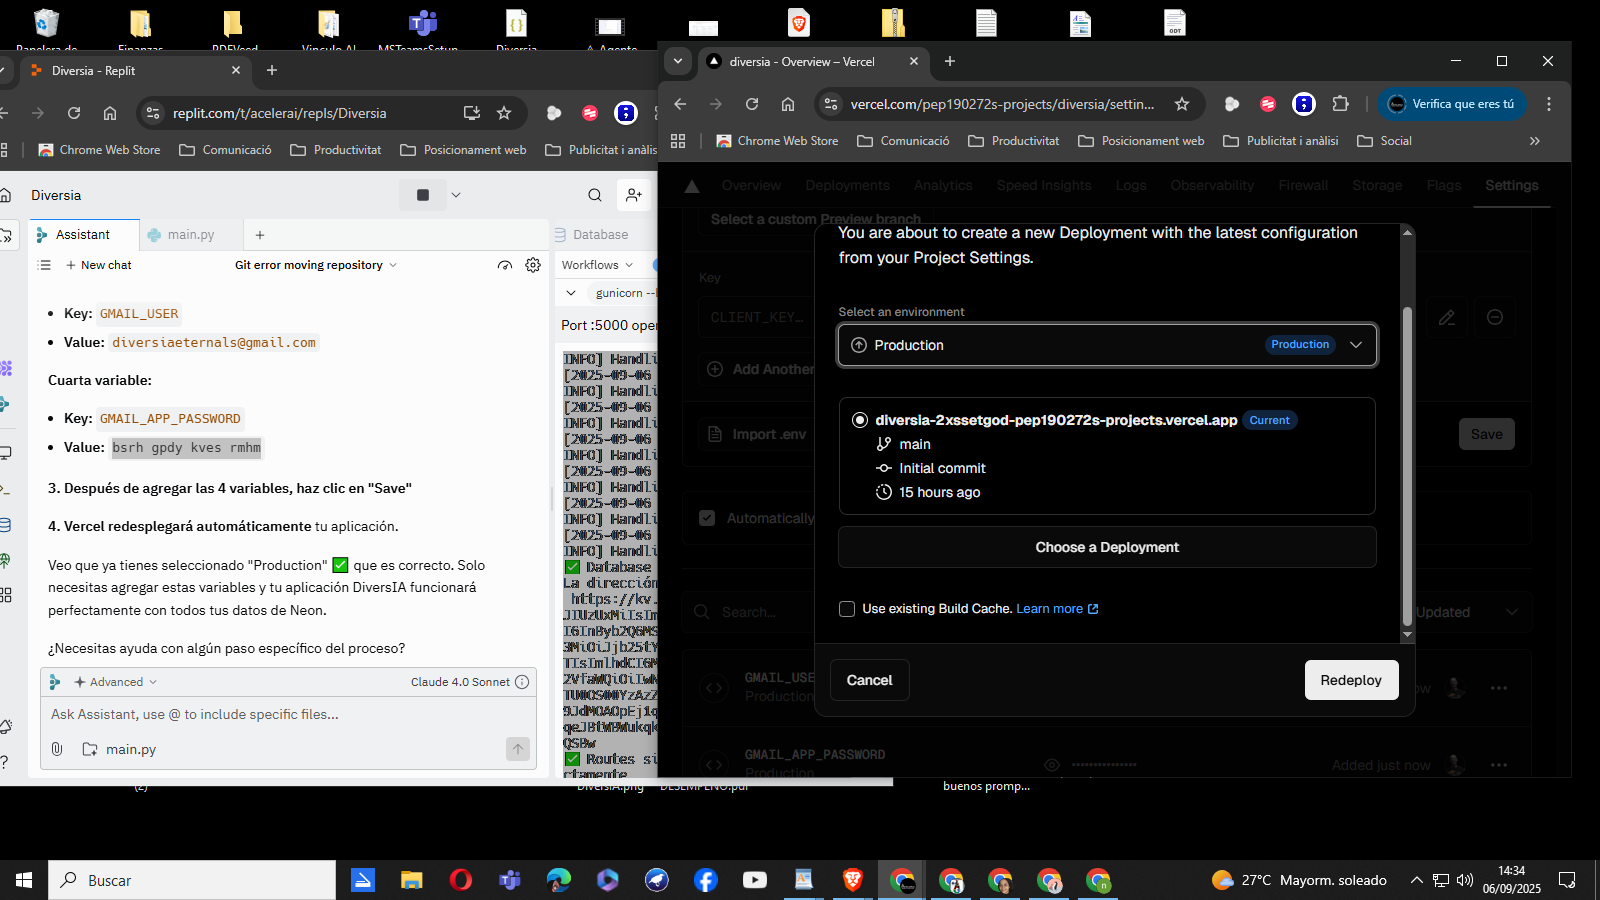 Papelera de
Finanzas
PDFVeed
Vinculo AI
MSTeamsSetup
Diversia
Agente
ODT
Diversia - Replit
replit.com/t/acelerai/repls/Diversia
Chrome Web Store
Comunicació
Productivitat
Posicionament web
Publicitat i anàlisi
Diversia
Assistant
main.py
Database
New chat
Git error moving repository
Workflows
gunicorn --
Port :5000 oper
• Key: GMAIL_USER
• Value: diversiaeternals@gmail.com
Cuarta variable:
• Key: GMAIL_APP_PASSWORD
• Value: bsrh gpdy kves rmhm
3. Después de agregar las 4 variables, haz clic en "Save"
4. Vercel redesplegará automáticamente tu aplicación.
Veo que ya tienes seleccionado "Production" ✅ que es correcto. Solo
necesitas agregar estas variables y tu aplicación DiversIA funcionará
perfectamente con todos tus datos de Neon.
¿Necesitas ayuda con algún paso específico del proceso?
Advanced
Claude 4.0 Sonnet
Ask Assistant, use @ to include specific files...
main.py
INFO] Handli
[2025-09-06
INFO] Handli
[2025-09-06
INFO] Handli
[2025-09-06
INFO] Handli
[2025-09-06
INFO] Handli
[2025-09-06
INFO] Handli
[2025-09-06
INFO] Handli
✅ Database
La direcció
https://kv.
QSBw
✅ Routes si
ctamente
diversia - Overview – Vercel
vercel.com/pep190272s-projects/diversia/settin...
Verifica que eres tú
Chrome Web Store
Comunicació
Productivitat
Posicionament web
Publicitat i anàlisi
Social
Overview
Deployments
Analytics
Speed Insights
Logs
Observability
Firewall
Storage
Flags
Settings
Select a custom Preview branch
Key
CLIENT_KEY...
Add Another
Import .env
Save
Automatically
Search...
Updated
GMAIL_USE
Production
GMAIL_APP_PASSWORD
Production
Added just now
You are about to create a new Deployment with the latest configuration
from your Project Settings.
Select an environment
Production
Production
diversia-2xssetgod-pep190272s-projects.vercel.app
Current
main
Initial commit
15 hours ago
Choose a Deployment
Use existing Build Cache. Learn more
Cancel
Redeploy
(2)
DiversIA.png
DESEMPEÑO.pdf
buenos promp...
Buscar
27°C Mayorm. soleado
14:34
06/09/2025